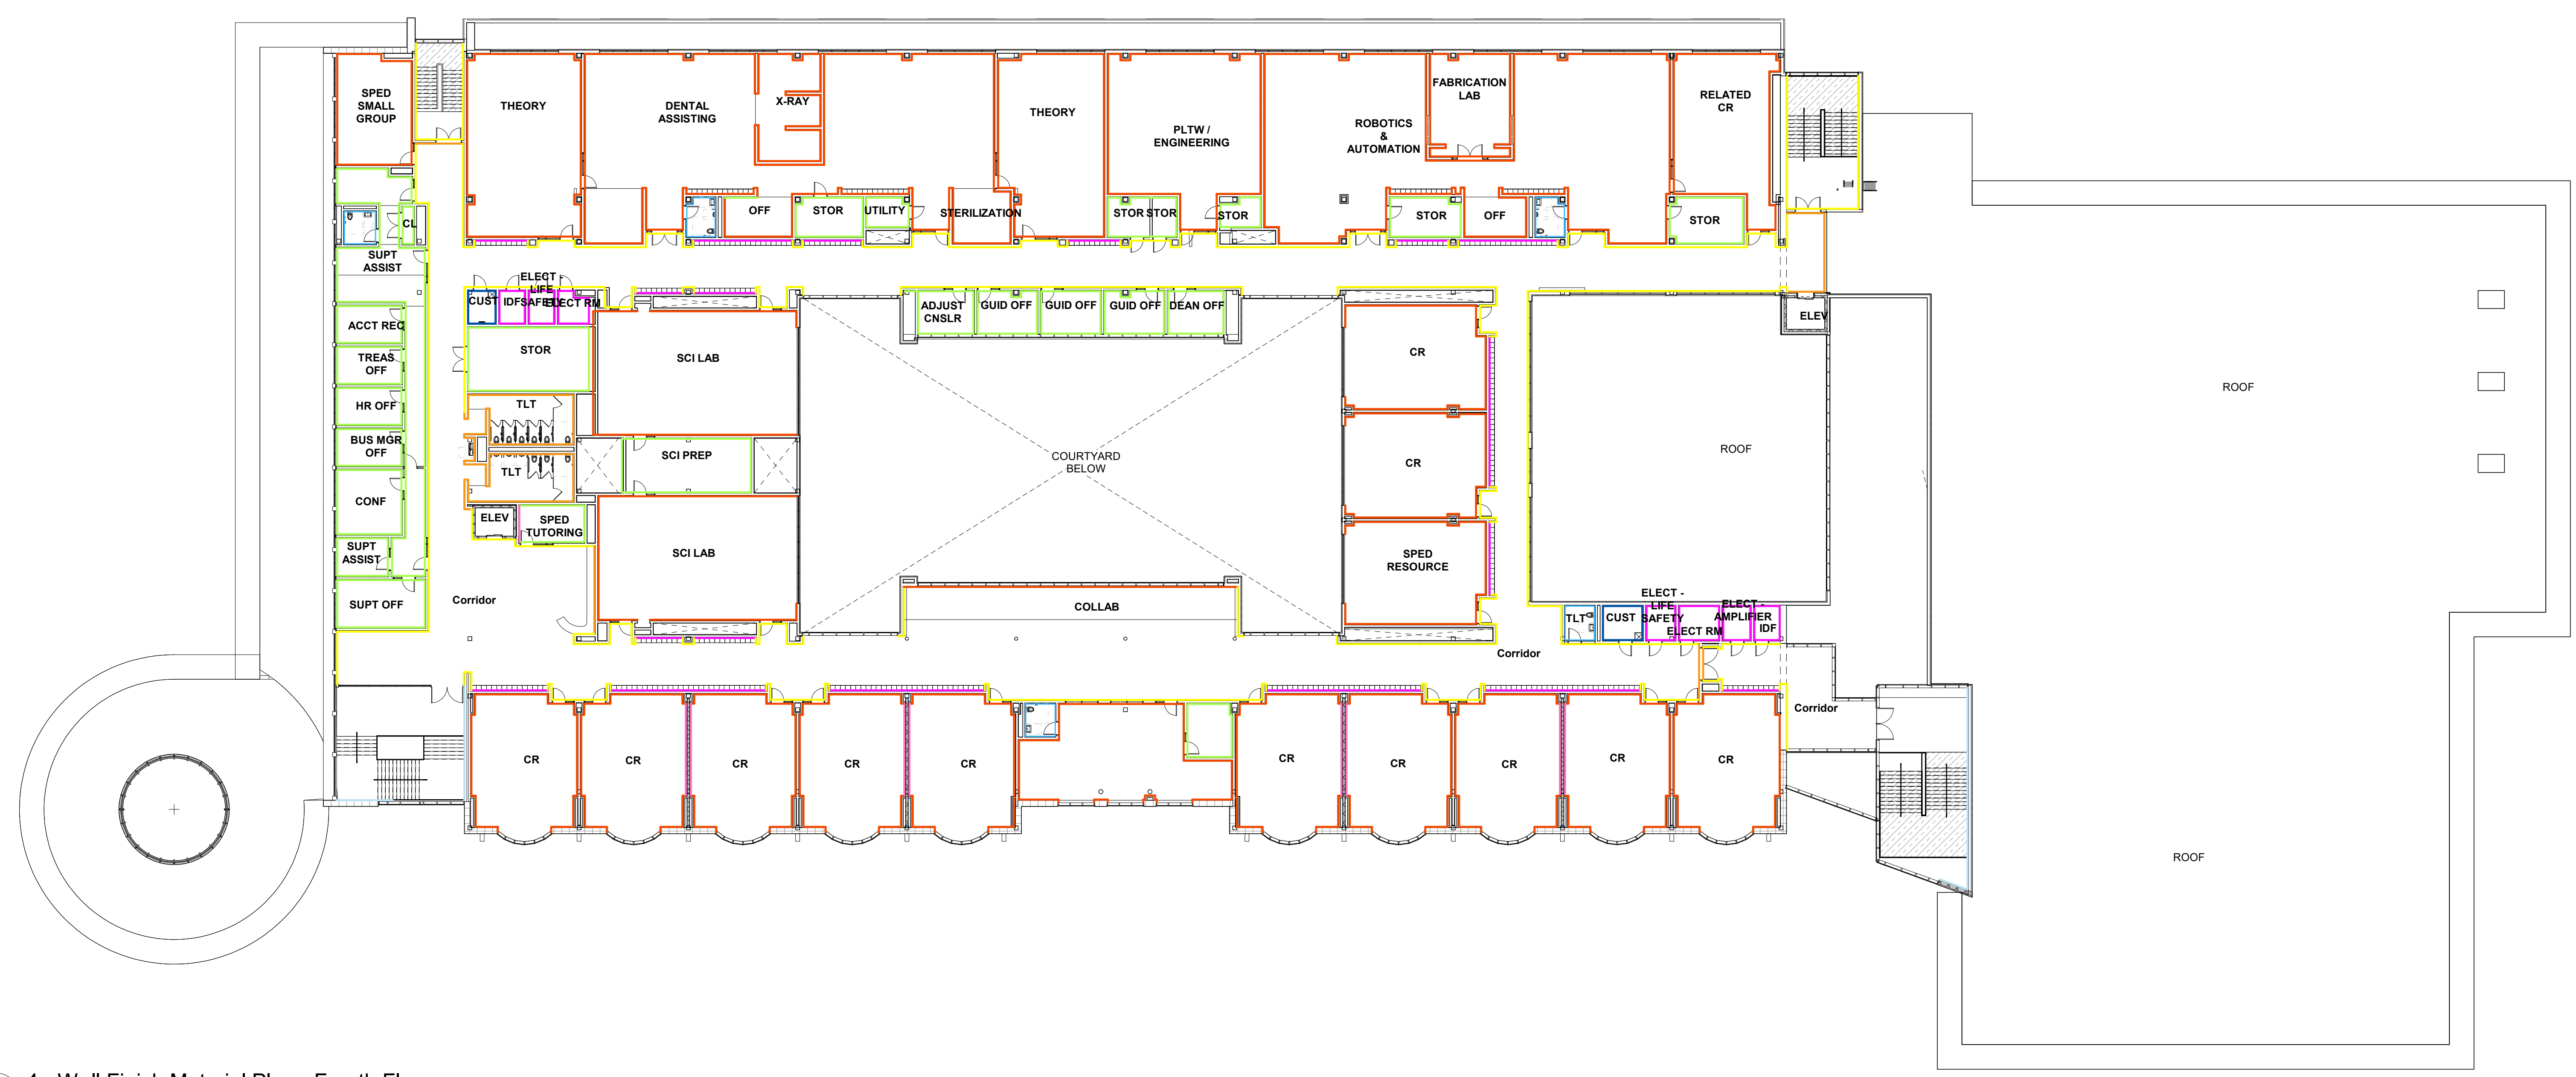 SPED
SMALL
GROUP
THEORY
DENTAL
ASSISTING
X-RAY
THEORY
PLTW /
ENGINEERING
ROBOTICS
&
AUTOMATION
FABRICATION
LAB
RELATED
CR
CL
OFF
STOR
UTILITY
STERILIZATION
STOR
STOR
STOR
STOR
OFF
STOR
SUPT
ASSIST
ACCT REC
TREAS
OFF
HR OFF
BUS MGR
OFF
CONF
SUPT
ASSIST
SUPT OFF
CUST
IDF
ELECT -
LIFE
SAFETY
ELECT RM
STOR
TLT
TLT
ELEV
SPED
TUTORING
SCI LAB
SCI PREP
SCI LAB
Corridor
ADJUST
CNSLR
GUID OFF
GUID OFF
GUID OFF
DEAN OFF
COURTYARD
BELOW
COLLAB
CR
CR
SPED
RESOURCE
ELEV
ROOF
ROOF
ROOF
TLT
CUST
ELECT -
LIFE
SAFETY
ELECT RM
ELECT -
AMPLIFIER
IDF
Corridor
Corridor
CR
CR
CR
CR
CR
CR
CR
CR
CR
CR